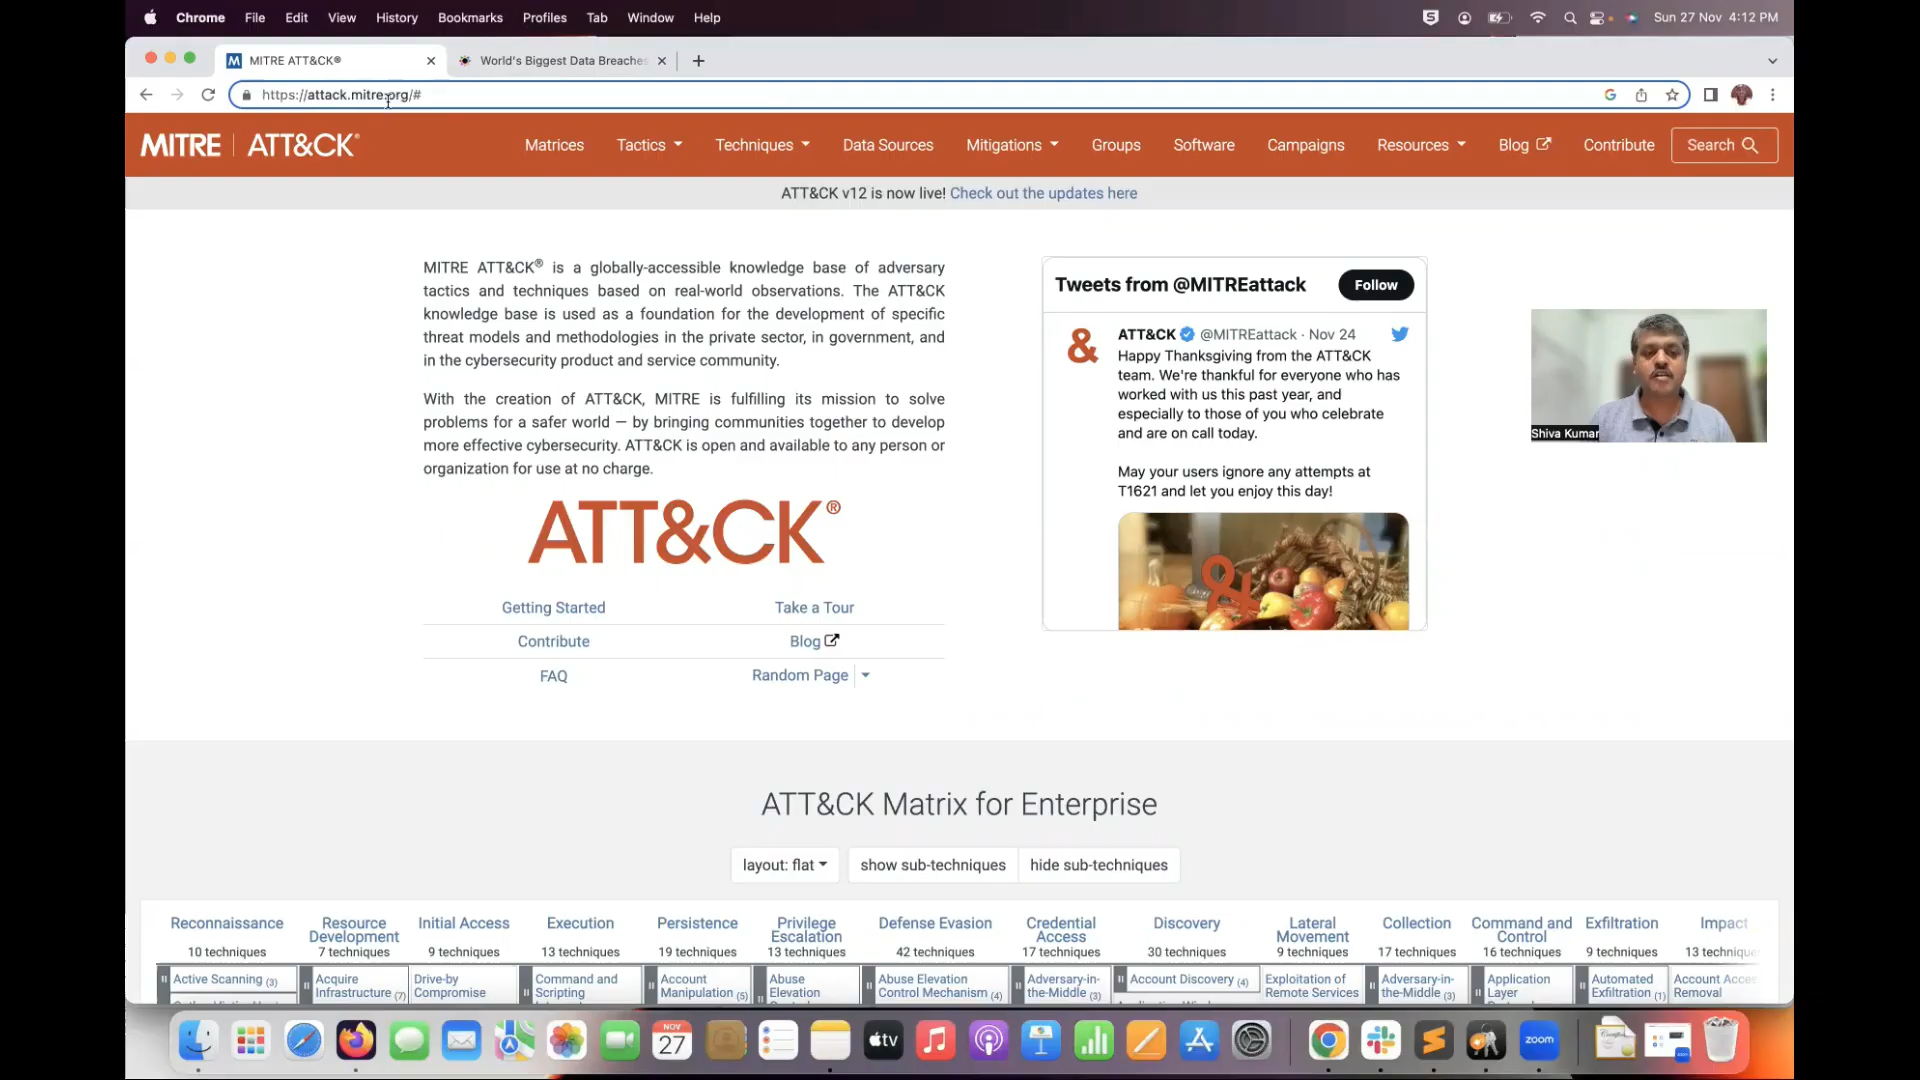 Chrome File Edit View History Bookmarks Profiles Tab Window Help
Sun 27 Nov 4:12 PM
MITRE ATT&CK®
World's Biggest Data Breaches
https://attack.mitre.org/#
MITRE | ATT&CK®
Matrices Tactics Techniques Data Sources Mitigations Groups Software Campaigns Resources Blog Contribute Search
ATT&CK v12 is now live! Check out the updates here
MITRE ATT&CK® is a globally-accessible knowledge base of adversary
tactics and techniques based on real-world observations. The ATT&CK
knowledge base is used as a foundation for the development of specific
threat models and methodologies in the private sector, in government, and
in the cybersecurity product and service community.
With the creation of ATT&CK, MITRE is fulfilling its mission to solve
problems for a safer world — by bringing communities together to develop
more effective cybersecurity. ATT&CK is open and available to any person or
organization for use at no charge.
ATT&CK®
Getting Started Take a Tour
Contribute Blog
FAQ Random Page
Tweets from @MITREattack Follow
ATT&CK @MITREattack · Nov 24
Happy Thanksgiving from the ATT&CK
team. We're thankful for everyone who has
worked with us this past year, and
especially to those of you who celebrate
and are on call today.
May your users ignore any attempts at
T1621 and let you enjoy this day!
&
Shiva Kumar
ATT&CK Matrix for Enterprise
layout: flat show sub-techniques hide sub-techniques
Reconnaissance
10 techniques
Active Scanning (3)
Resource
Development
7 techniques
Acquire
Infrastructure (7)
Initial Access
9 techniques
Drive-by
Compromise
Execution
13 techniques
Command and
Scripting
Persistence
19 techniques
Account
Manipulation (5)
Privilege
Escalation
13 techniques
Abuse
Elevation
Defense Evasion
42 techniques
Abuse Elevation
Control Mechanism (4)
Credential
Access
17 techniques
Adversary-in-
the-Middle (3)
Discovery
30 techniques
Account Discovery (4)
Lateral
Movement
9 techniques
Exploitation of
Remote Services
Collection
17 techniques
Adversary-in-
the-Middle (3)
Command and
Control
16 techniques
Application
Layer
Exfiltration
9 techniques
Automated
Exfiltration (1)
Impact
13 technique
Account Acce
Removal
NOV
27
tv
zoom